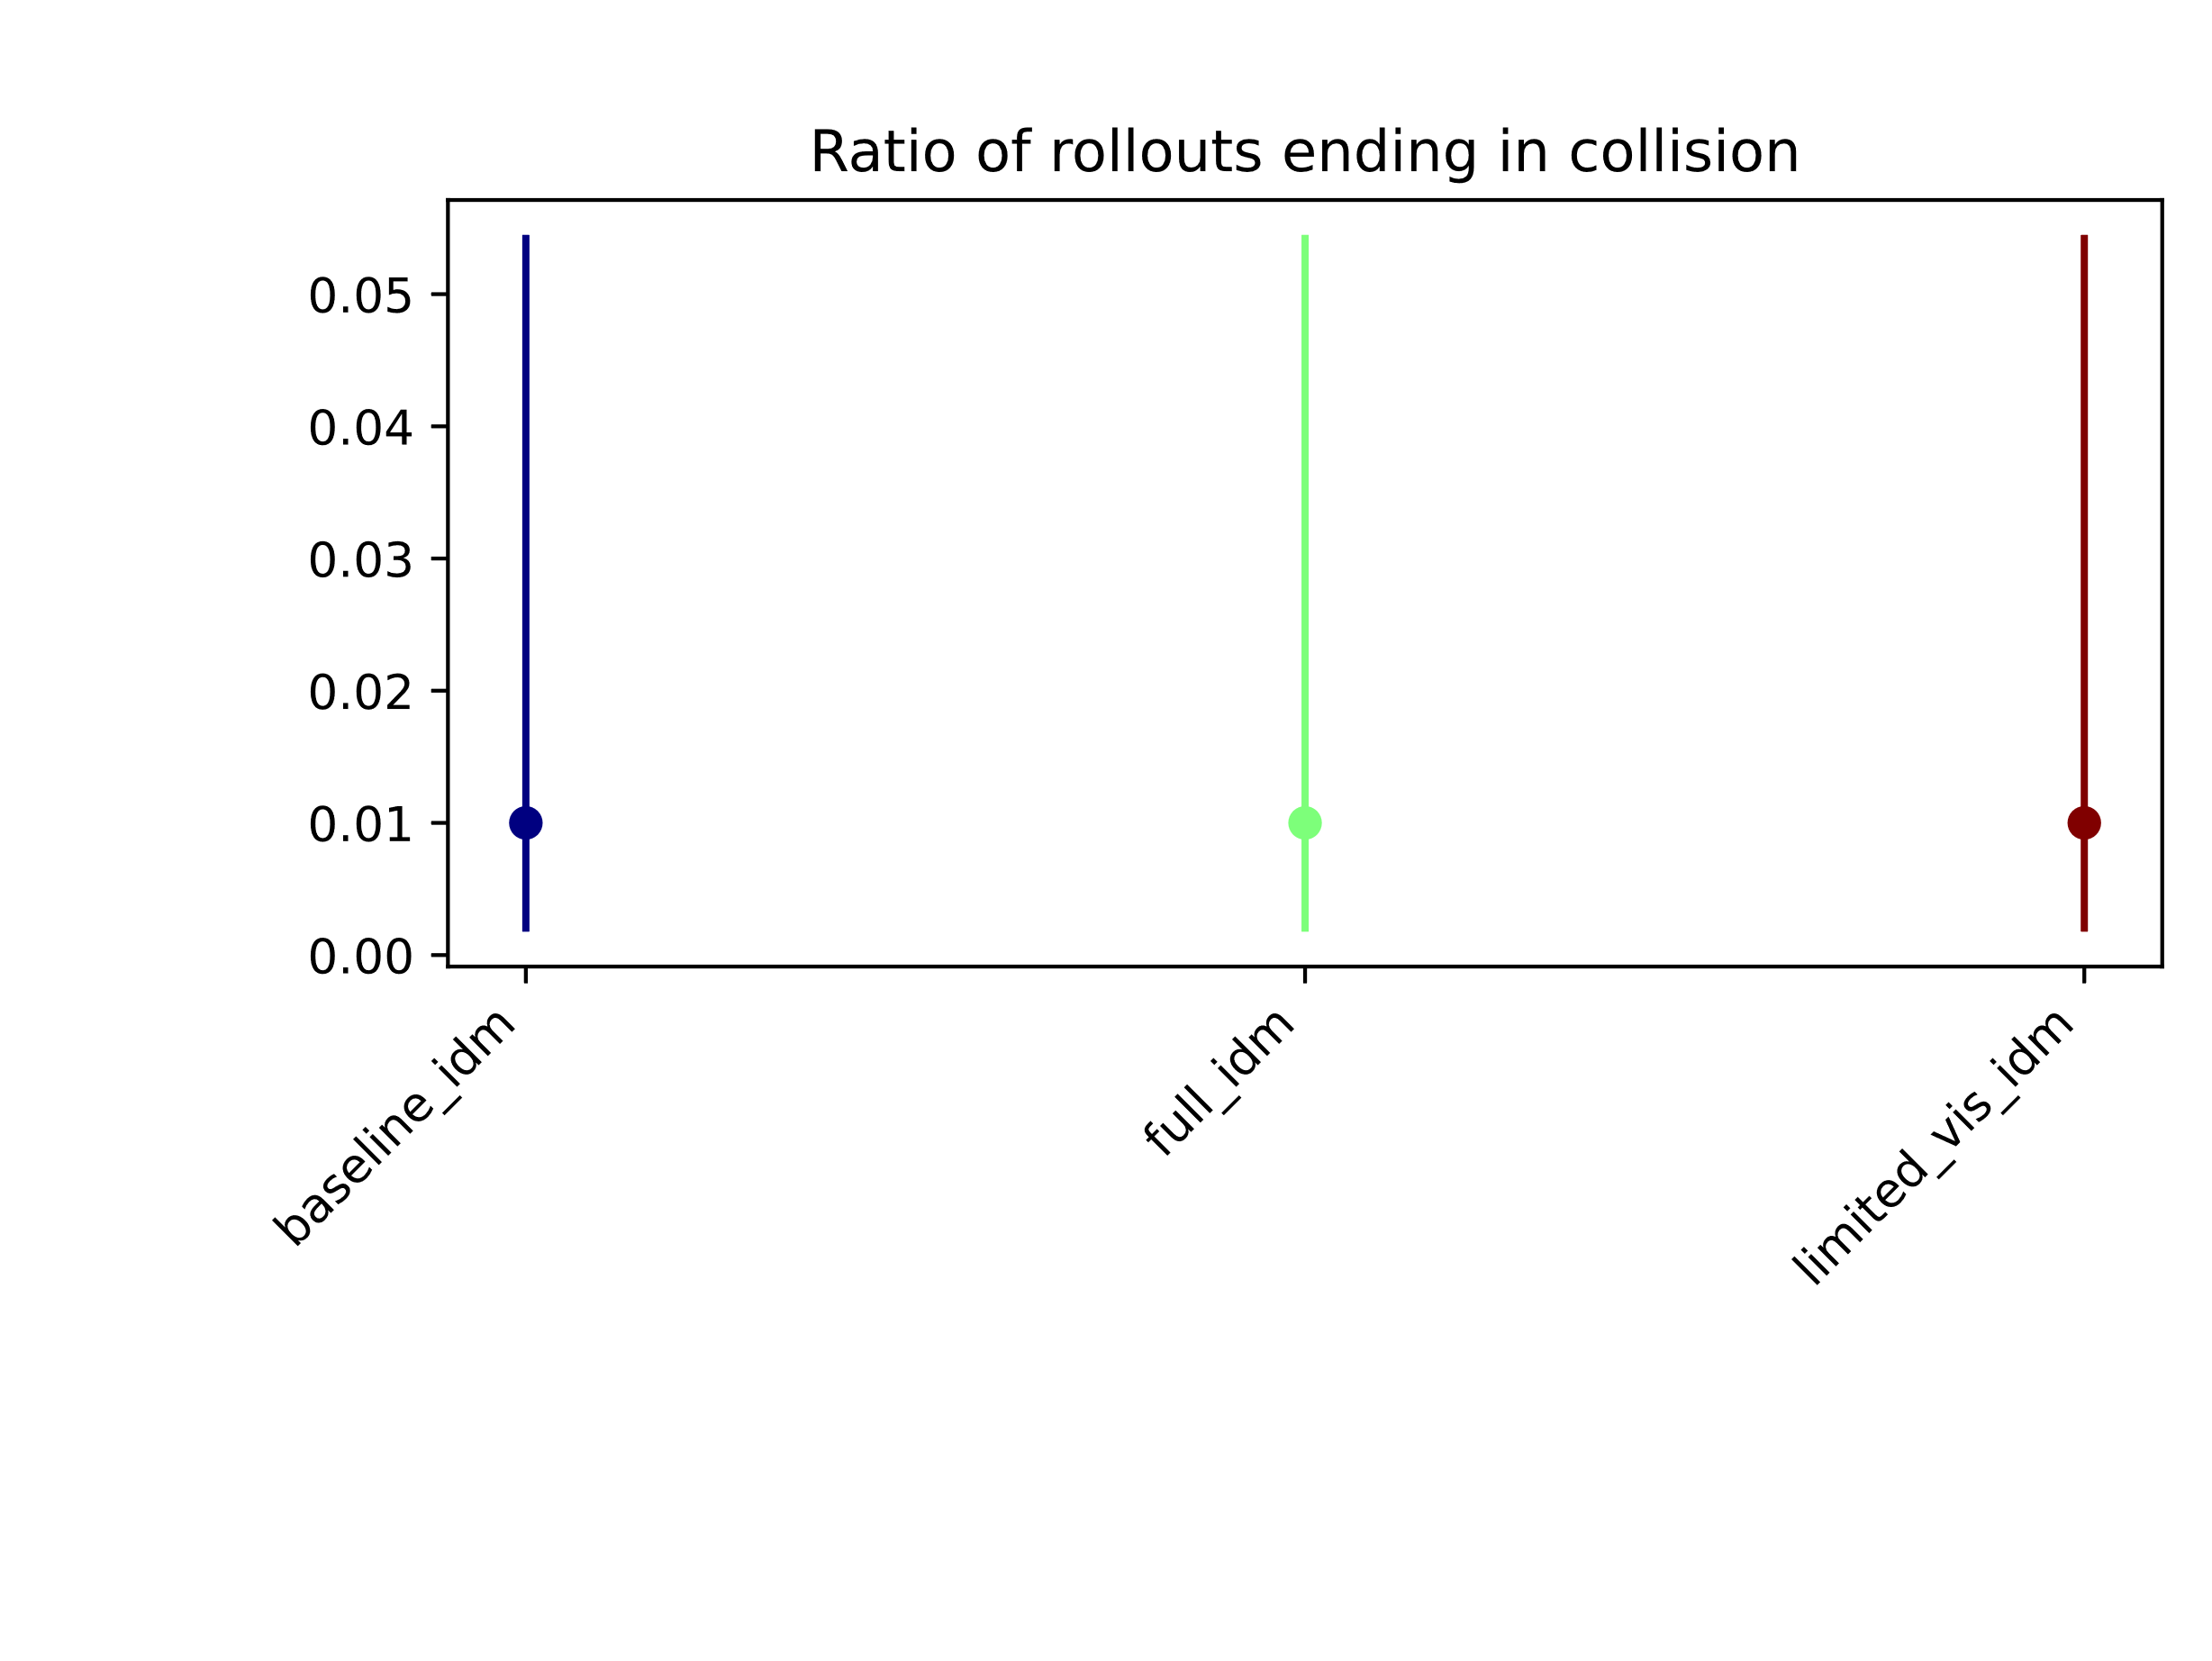 Ratio of rollouts ending in collision
0.05
0.04
0.03
0.02
0.01
0.00
baseline_idm
full_idm
limited_vis_idm